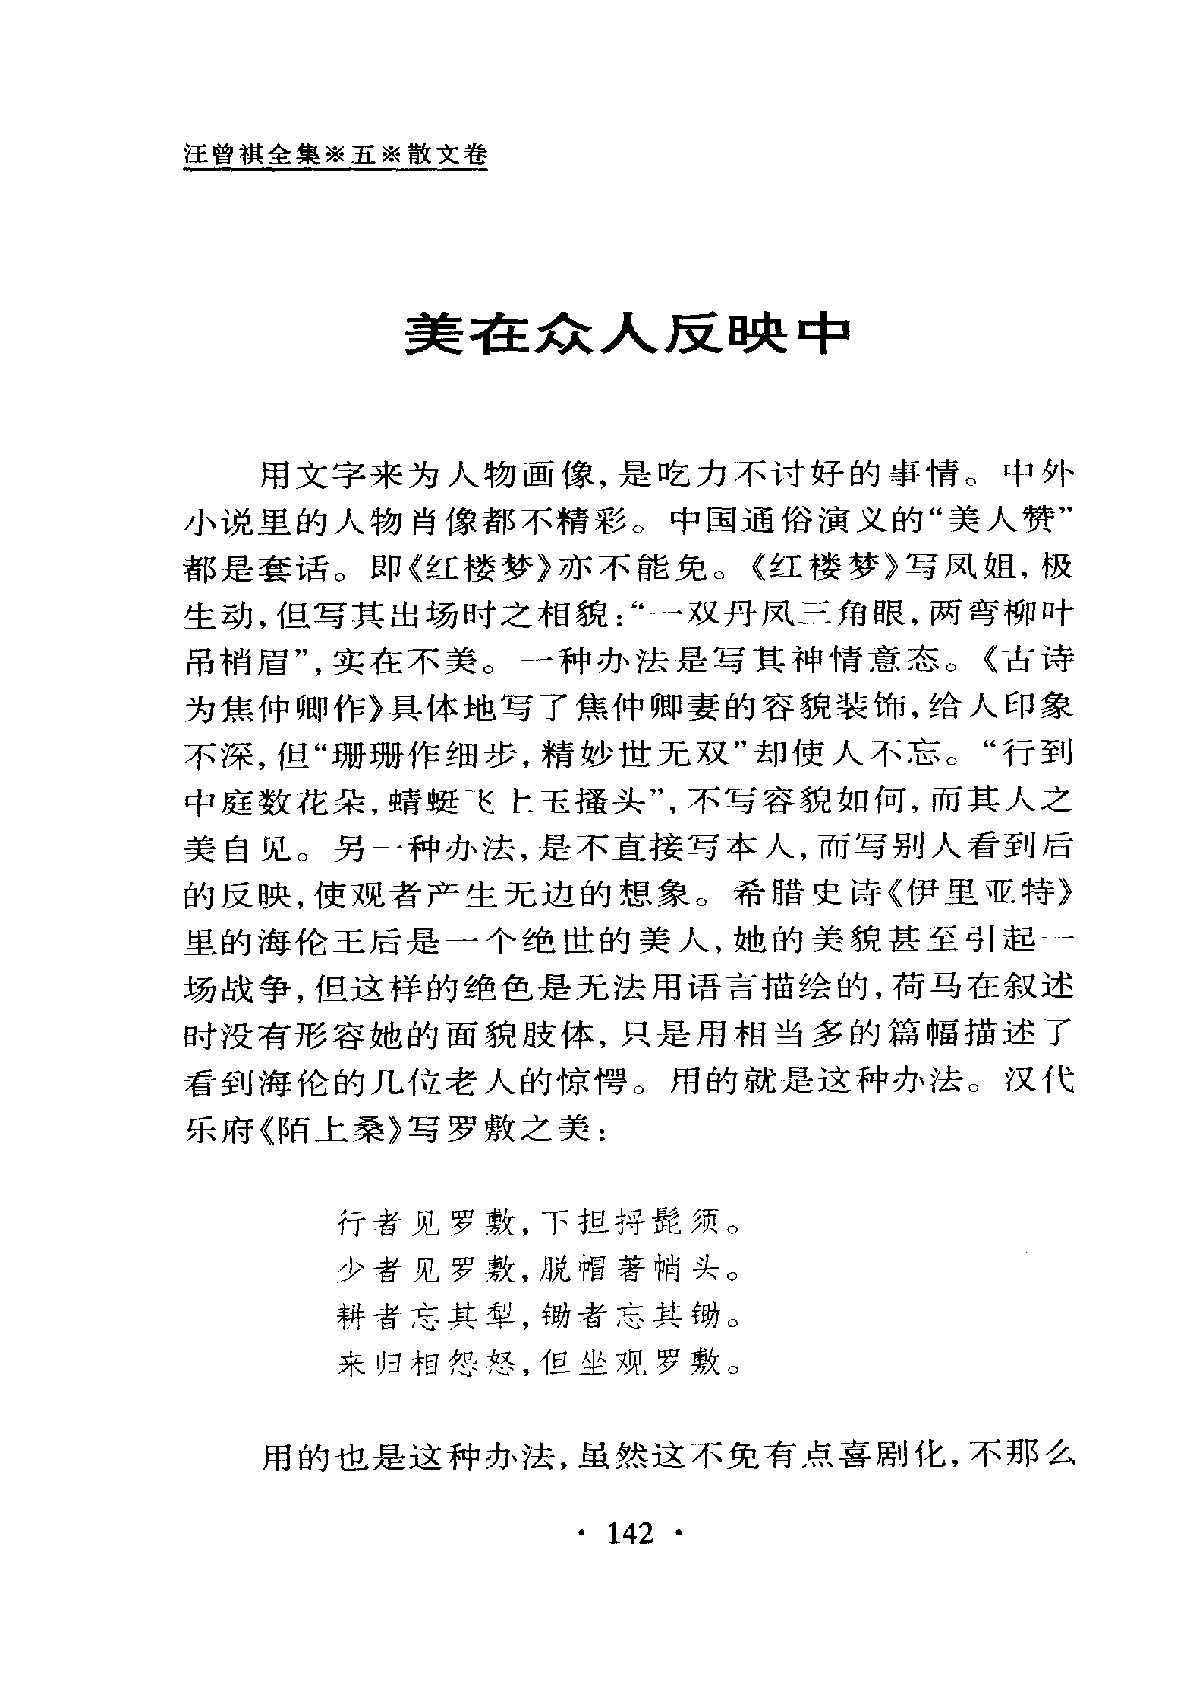 汪曾祺全集※五※散文卷
美在众人反映中
用文字来为人物画像,是吃力不讨好的事情。中外
小说里的人物肖像都不精彩。中国通俗演义的“美人赞”
都是套话。即《红楼梦》亦不能免。《红楼梦》写凤姐,极
生动,但写其出场时之相貌:“一双丹凤三角眼,两弯柳叶
吊梢眉”,实在不美。一种办法是写其神情意态。《古诗
为焦仲卿作》具体地写了焦仲卿妻的容貌装饰,给人印象
不深,但“珊珊作细步,精妙世无双”却使人不忘。“行到
中庭数花朵,蜻蜓飞上玉搔头”,不写容貌如何,而其人之
美自见。另一种办法,是不直接写本人,而写别人看到后
的反映,使观者产生无边的想象。希腊史诗《伊里亚特》
里的海伦王后是一个绝世的美人,她的美貌甚至引起一
场战争,但这样的绝色是无法用语言描绘的,荷马在叙述
时没有形容她的面貌肢体,只是用相当多的篇幅描述了
看到海伦的几位老人的惊愕。用的就是这种办法。汉代
乐府《陌上桑》写罗敷之美:
行者见罗敷,下担捋髭须。
少者见罗敷,脱帽著帩头。
耕者忘其犁,锄者忘其锄。
来归相怨怒,但坐观罗敷。
用的也是这种办法,虽然这不免有点喜剧化,不那么
· 142 ·